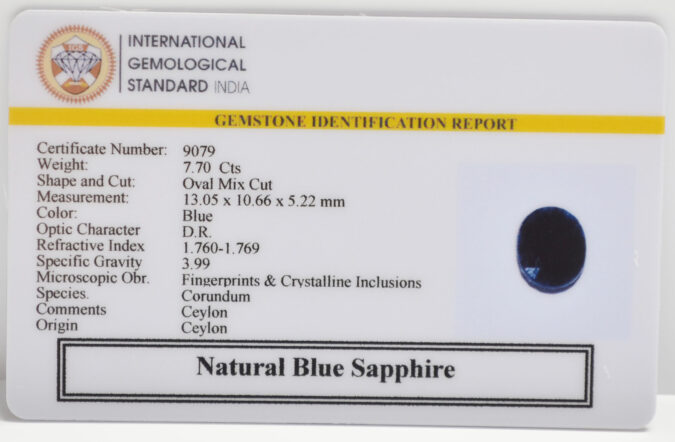 IGS
INTERNATIONAL
GEMOLOGICAL
STANDARD INDIA
GEMSTONE IDENTIFICATION REPORT
Certificate Number: 9079
Weight: 7.70 Cts
Shape and Cut: Oval Mix Cut
Measurement: 13.05 x 10.66 x 5.22 mm
Color: Blue
Optic Character D.R.
Refractive Index 1.760-1.769
Specific Gravity 3.99
Microscopic Obr. Fingerprints & Crystalline Inclusions
Species. Corundum
Comments Ceylon
Origin Ceylon
Natural Blue Sapphire